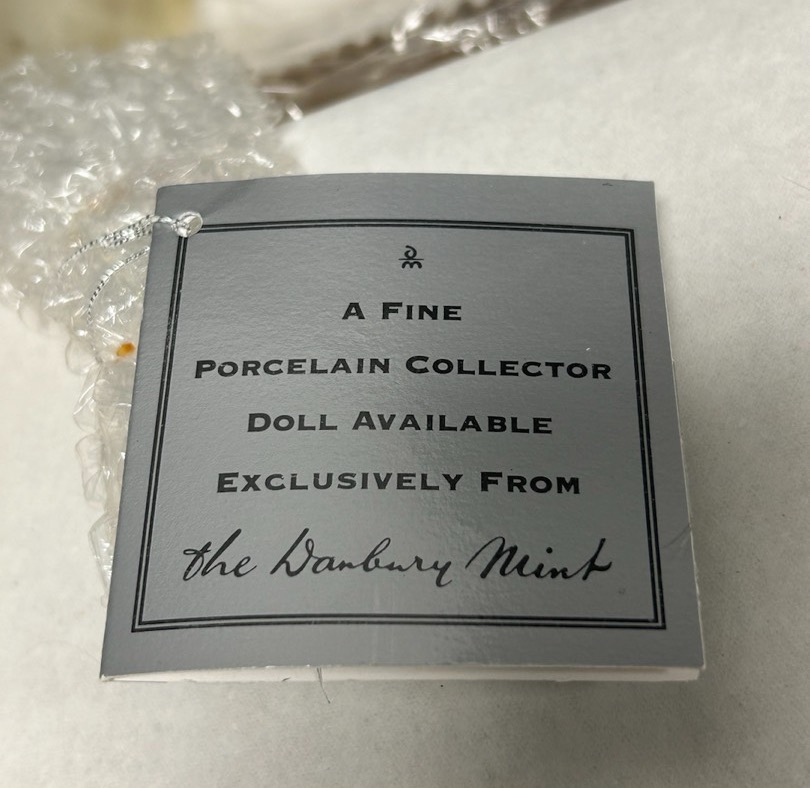 A Fine
Porcelain Collector
Doll Available
Exclusively From
the Danbury Mint